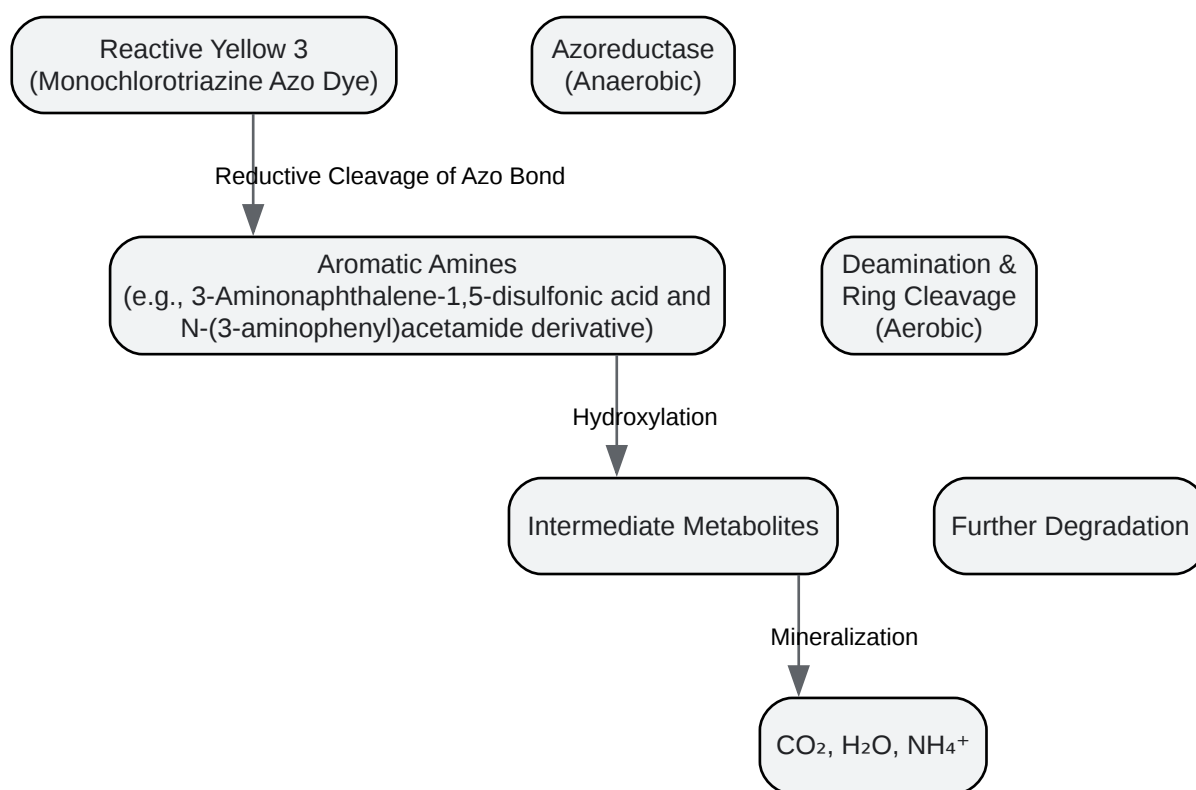 Reactive Yellow 3
(Monochlorotriazine Azo Dye)
Azoreductase
(Anaerobic)
Reductive Cleavage of Azo Bond
Aromatic Amines
(e.g., 3-Aminonaphthalene-1,5-disulfonic acid and
N-(3-aminophenyl)acetamide derivative)
Deamination &
Ring Cleavage
(Aerobic)
Hydroxylation
Intermediate Metabolites
Further Degradation
Mineralization
CO₂, H₂O, NH₄⁺